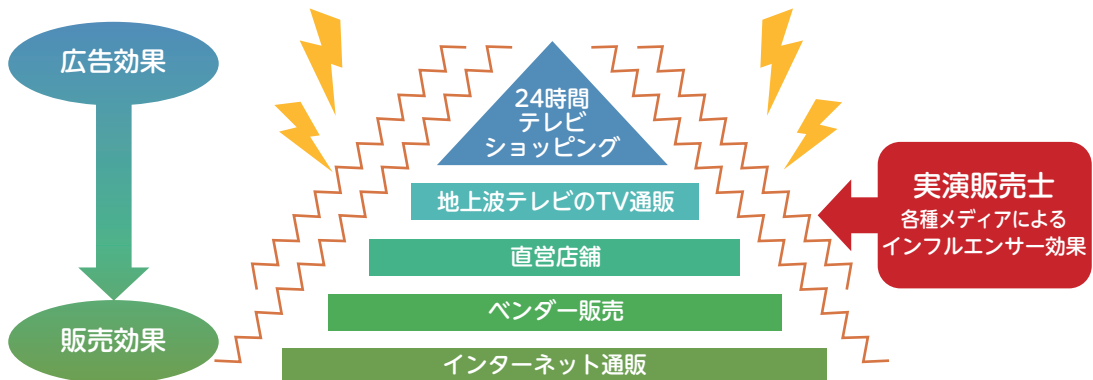 広告効果
販売効果
24時間
テレビ
ショッピング
地上波テレビのTV通販
直営店舗
ベンダー販売
インターネット通販
実演販売士
各種メディアによる
インフルエンサー効果